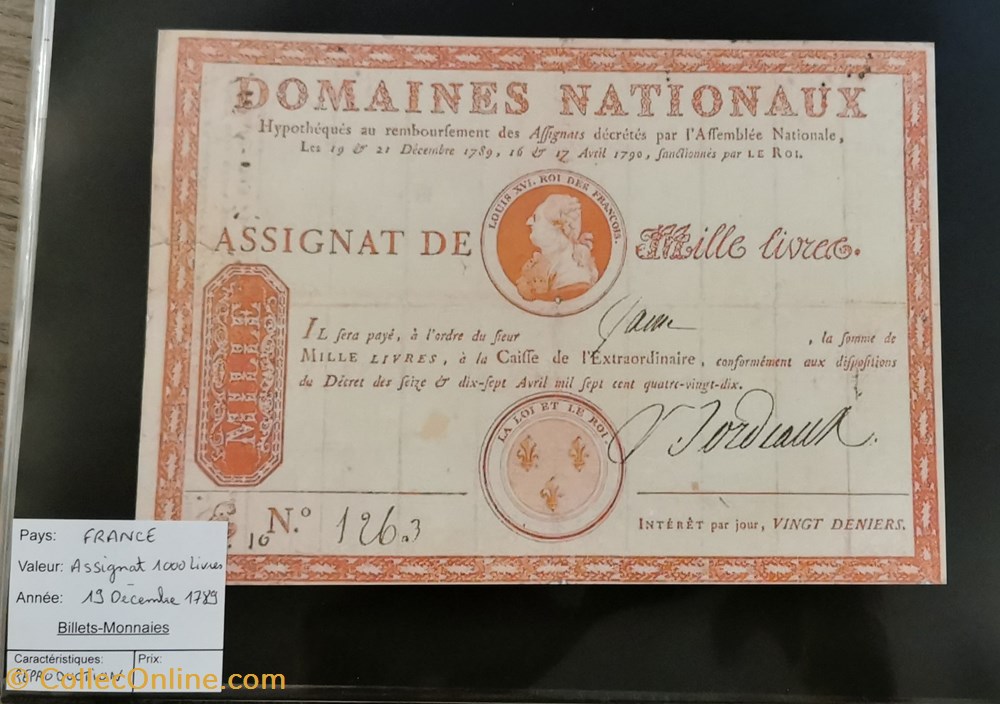 DOMAINES NATIONAUX
Hypothéqués au remboursement des Assignats décrétés par l'Assemblée Nationale,
Les 19 & 21 Décembre 1789, 16 & 17 Avril 1790, sanctionnés par LE ROI.
LOUIS XVI. ROI DES FRANÇOIS.
ASSIGNAT DE Mille livres.
MILLE
IL sera payé, à l'ordre du sieur , la somme de
MILLE LIVRES, à la Caisse de l'Extraordinaire, conformément aux dispositions
du Décret des seize & dix-sept Avril mil sept cent quatre-vingt-dix.
LA LOI ET LE ROI
N.º 1263
10
INTÉRÊT par jour, VINGT DENIERS.
Pays: FRANCE
Valeur: Assignat 1000 Livres
Année: 19 Décembre 1789
Billets-Monnaies
Caractéristiques: Prix:
REPRODUCTION
© CollecOnline.com